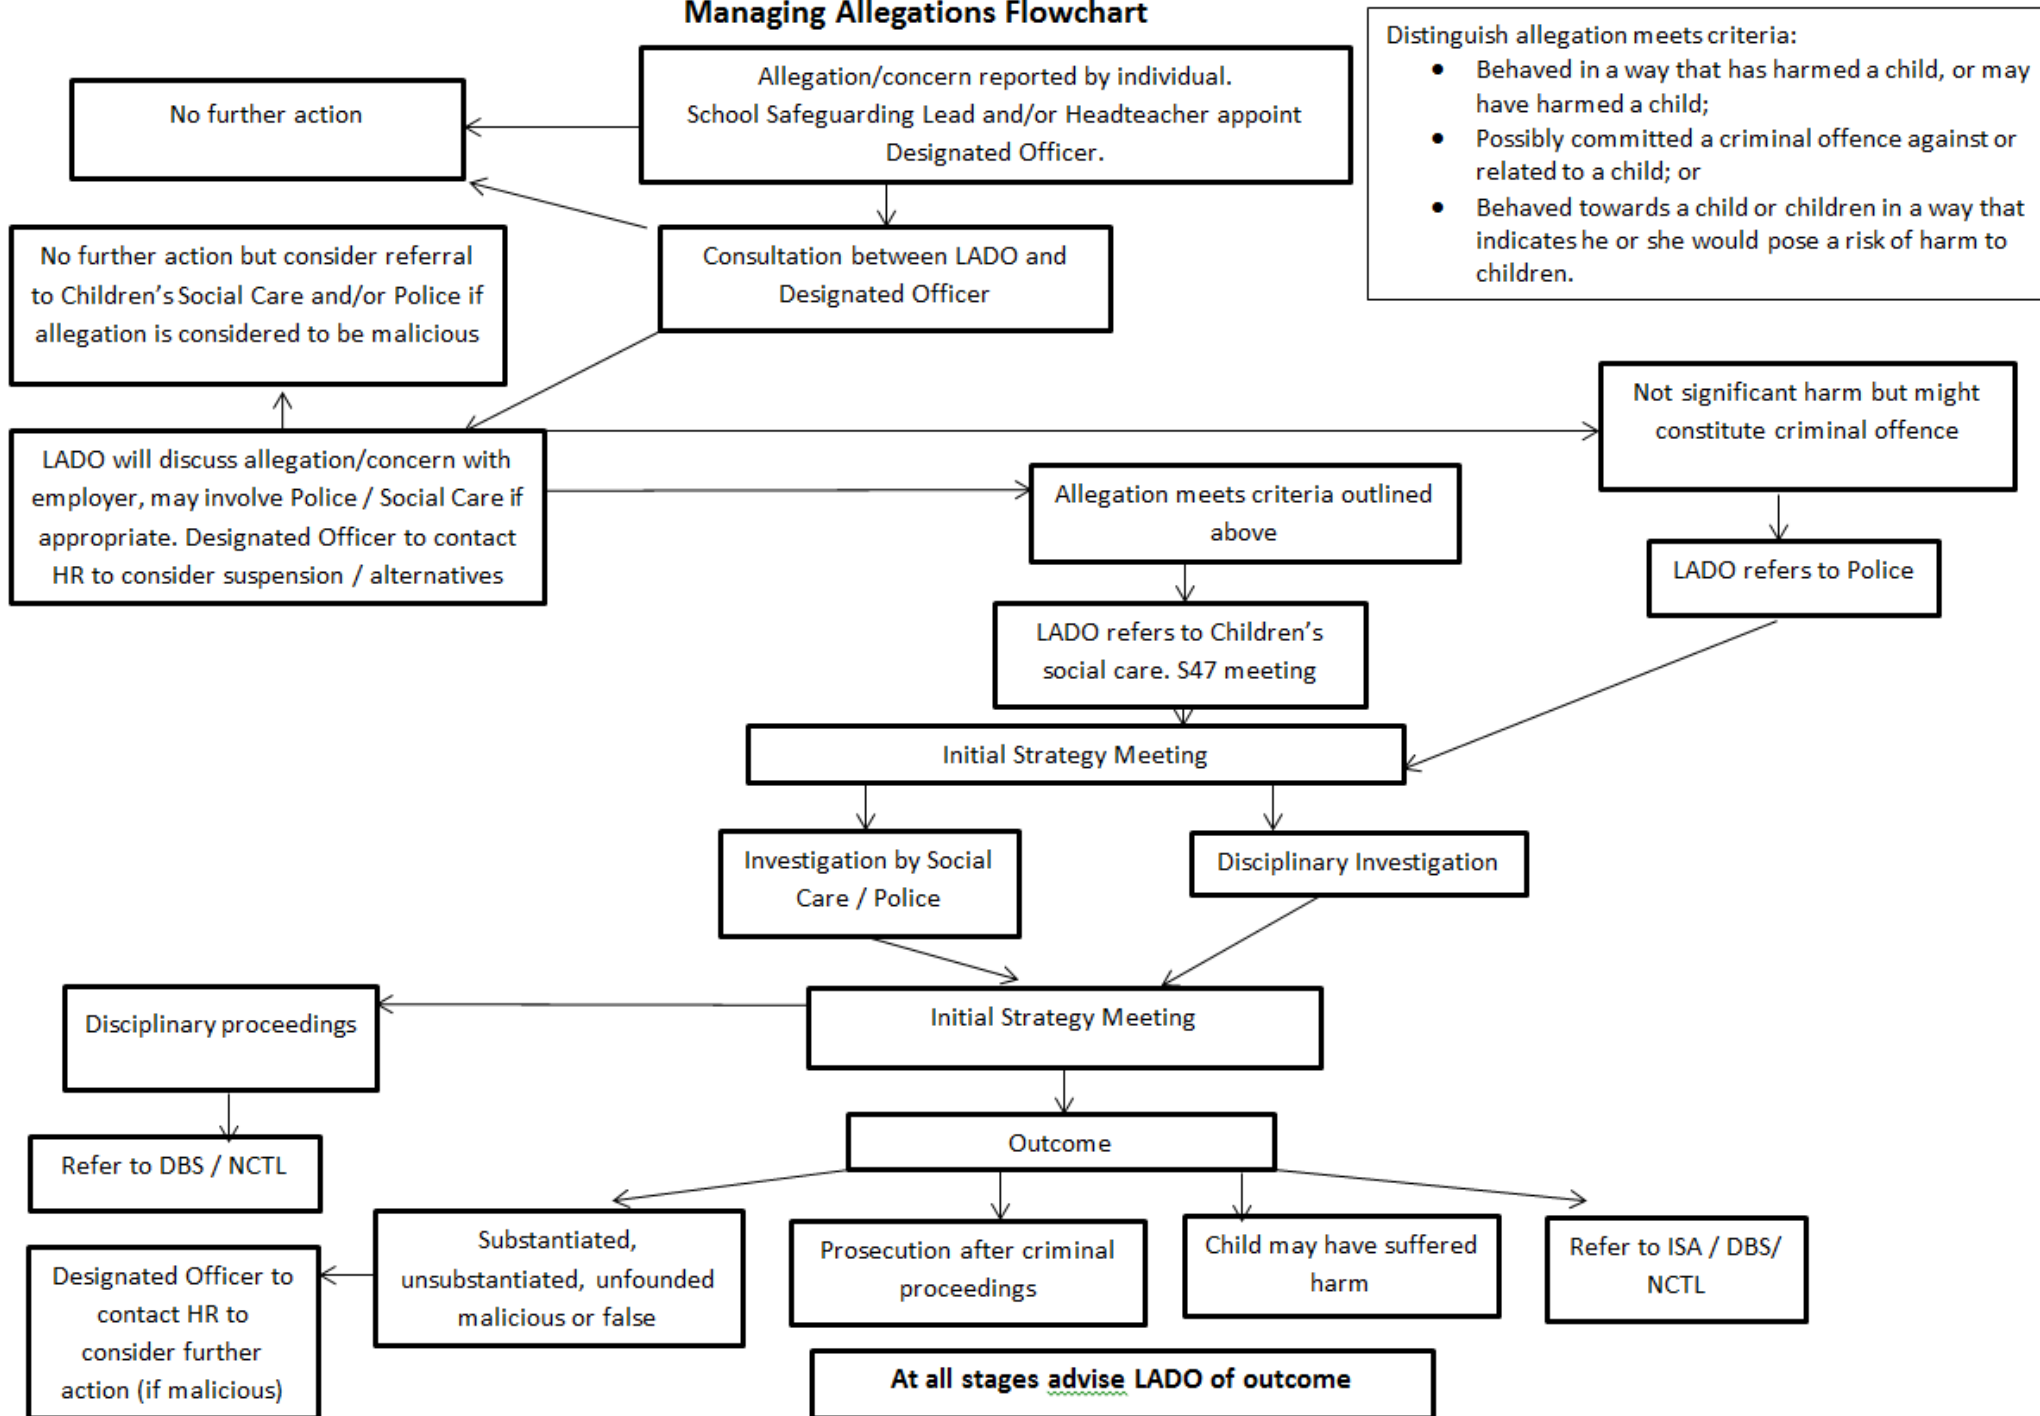 Managing Allegations Flowchart
Distinguish allegation meets criteria:
• Behaved in a way that has harmed a child, or may
have harmed a child;
• Possibly committed a criminal offence against or
related to a child; or
• Behaved towards a child or children in a way that
indicates he or she would pose a risk of harm to
children.
Allegation/concern reported by individual.
School Safeguarding Lead and/or Headteacher appoint
Designated Officer.
No further action
Consultation between LADO and
Designated Officer
No further action but consider referral
to Children's Social Care and/or Police if
allegation is considered to be malicious
LADO will discuss allegation/concern with
employer, may involve Police / Social Care if
appropriate. Designated Officer to contact
HR to consider suspension / alternatives
Not significant harm but might
constitute criminal offence
Allegation meets criteria outlined
above
LADO refers to Police
LADO refers to Children's
social care. S47 meeting
Initial Strategy Meeting
Investigation by Social
Care / Police
Disciplinary Investigation
Initial Strategy Meeting
Disciplinary proceedings
Refer to DBS / NCTL
Outcome
Substantiated,
unsubstantiated, unfounded
malicious or false
Prosecution after criminal
proceedings
Child may have suffered
harm
Refer to ISA / DBS/
NCTL
Designated Officer to
contact HR to
consider further
action (if malicious)
At all stages advise LADO of outcome